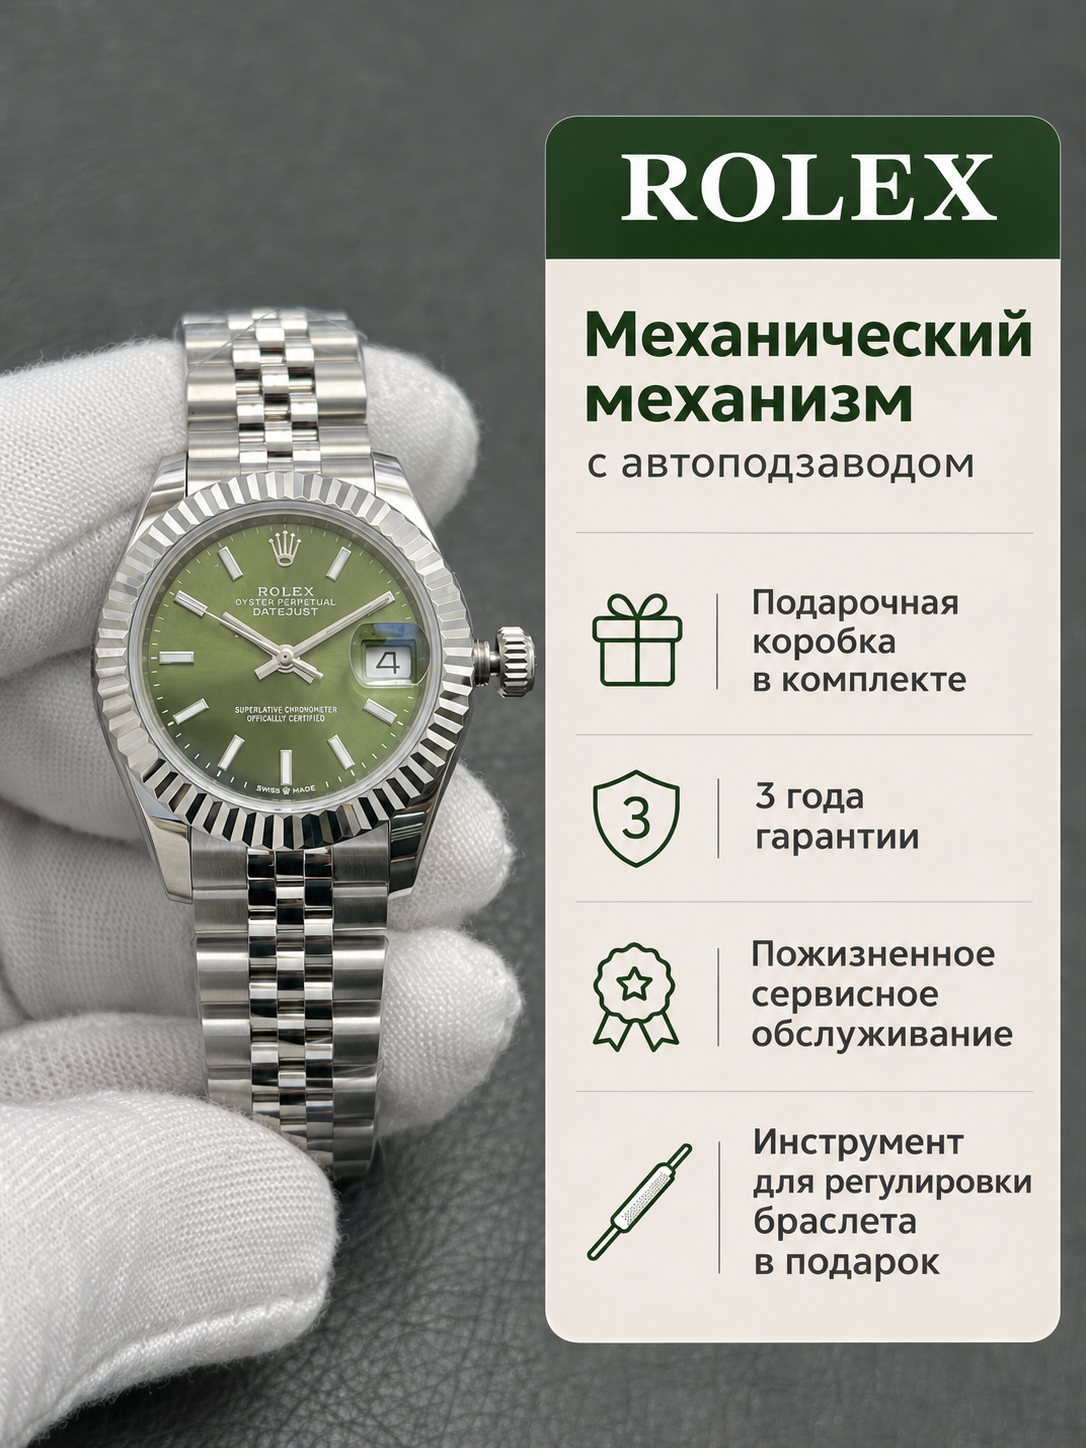 ROLEX
OYSTER PERPETUAL
DATEJUST
4
SUPERLATIVE CHRONOMETER
OFFICALLY CERTIFIED
SWISS MADE
ROLEX
Механический
механизм
с автоподзаводом
Подарочная
коробка
в комплекте
3
3 года
гарантии
Пожизненное
сервисное
обслуживание
Инструмент
для регулировки
браслета
в подарок